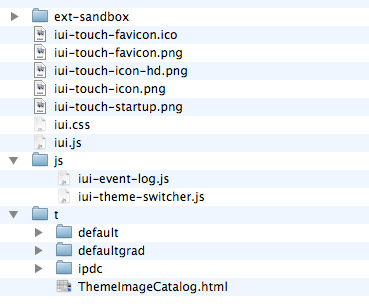 ext-sandbox
iui-touch-favicon.ico
iui-touch-favicon.png
iui-touch-icon-hd.png
iui-touch-icon.png
iui-touch-startup.png
iui.css
iui.js
js
iui-event-log.js
iui-theme-switcher.js
t
default
defaultgrad
ipdc
ThemeImageCatalog.html